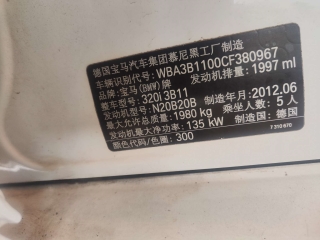 德国宝马汽车集团慕尼黑工厂制造
车辆识别代号: WBA3B1100CF380967
品牌: 宝马(BMW)牌 发动机排量: 1997 ml
整车型号: 320i 3B11
发动机型号: N20B20B 制造年月: 2012.06
最大允许总质量: 1980 kg 乘坐人数: 5 人
发动机最大净功率: 135 kW 制造国: 德国
颜色代码/色圈: 300
7310670